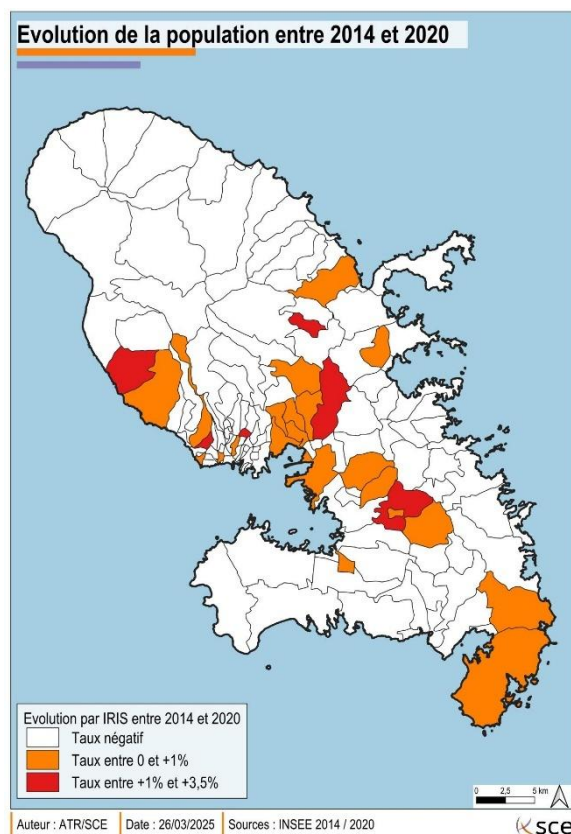 Evolution de la population entre 2014 et 2020
Evolution par IRIS entre 2014 et 2020
Taux négatif
Taux entre 0 et +1%
Taux entre +1% et +3,5%
0 2,5 5 km
Auteur : ATR/SCE | Date : 26/03/2025 | Sources : INSEE 2014 / 2020
sce